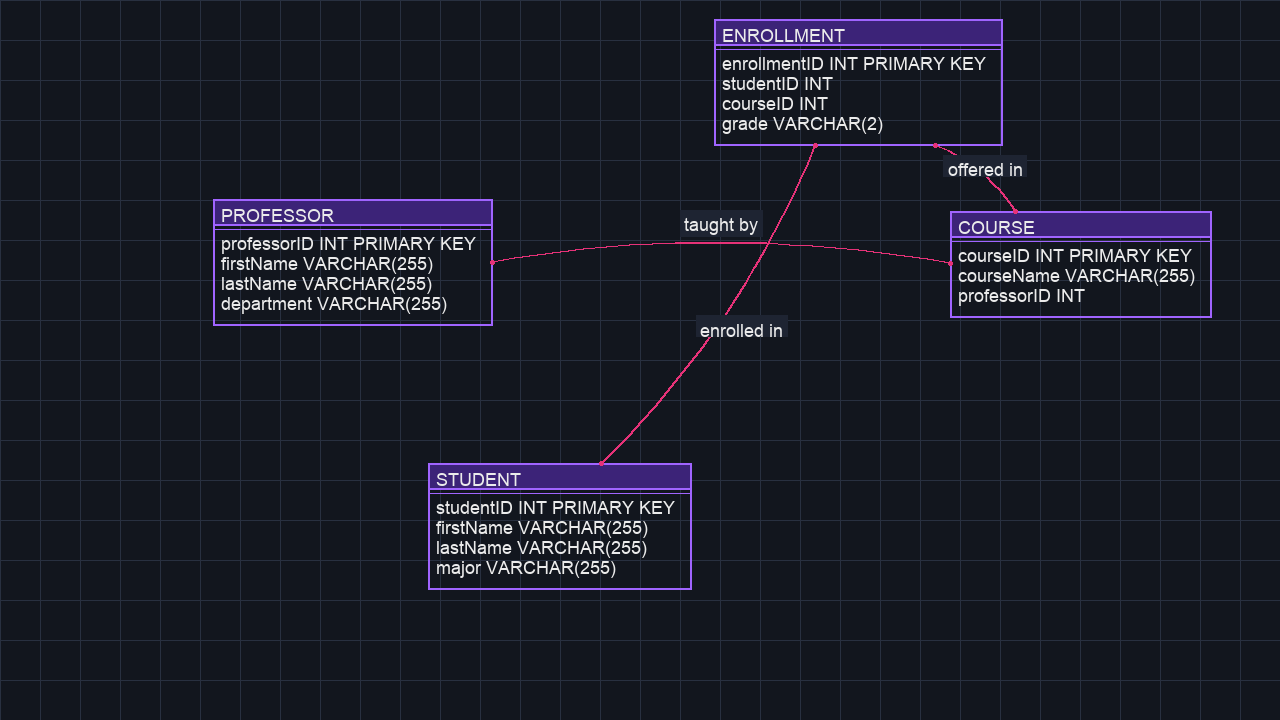 ENROLLMENT
enrollmentID INT PRIMARY KEY
studentID INT
courseID INT
grade VARCHAR(2)
offered in
PROFESSOR
professorID INT PRIMARY KEY
firstName VARCHAR(255)
lastName VARCHAR(255)
department VARCHAR(255)
taught by
COURSE
courseID INT PRIMARY KEY
courseName VARCHAR(255)
professorID INT
enrolled in
STUDENT
studentID INT PRIMARY KEY
firstName VARCHAR(255)
lastName VARCHAR(255)
major VARCHAR(255)